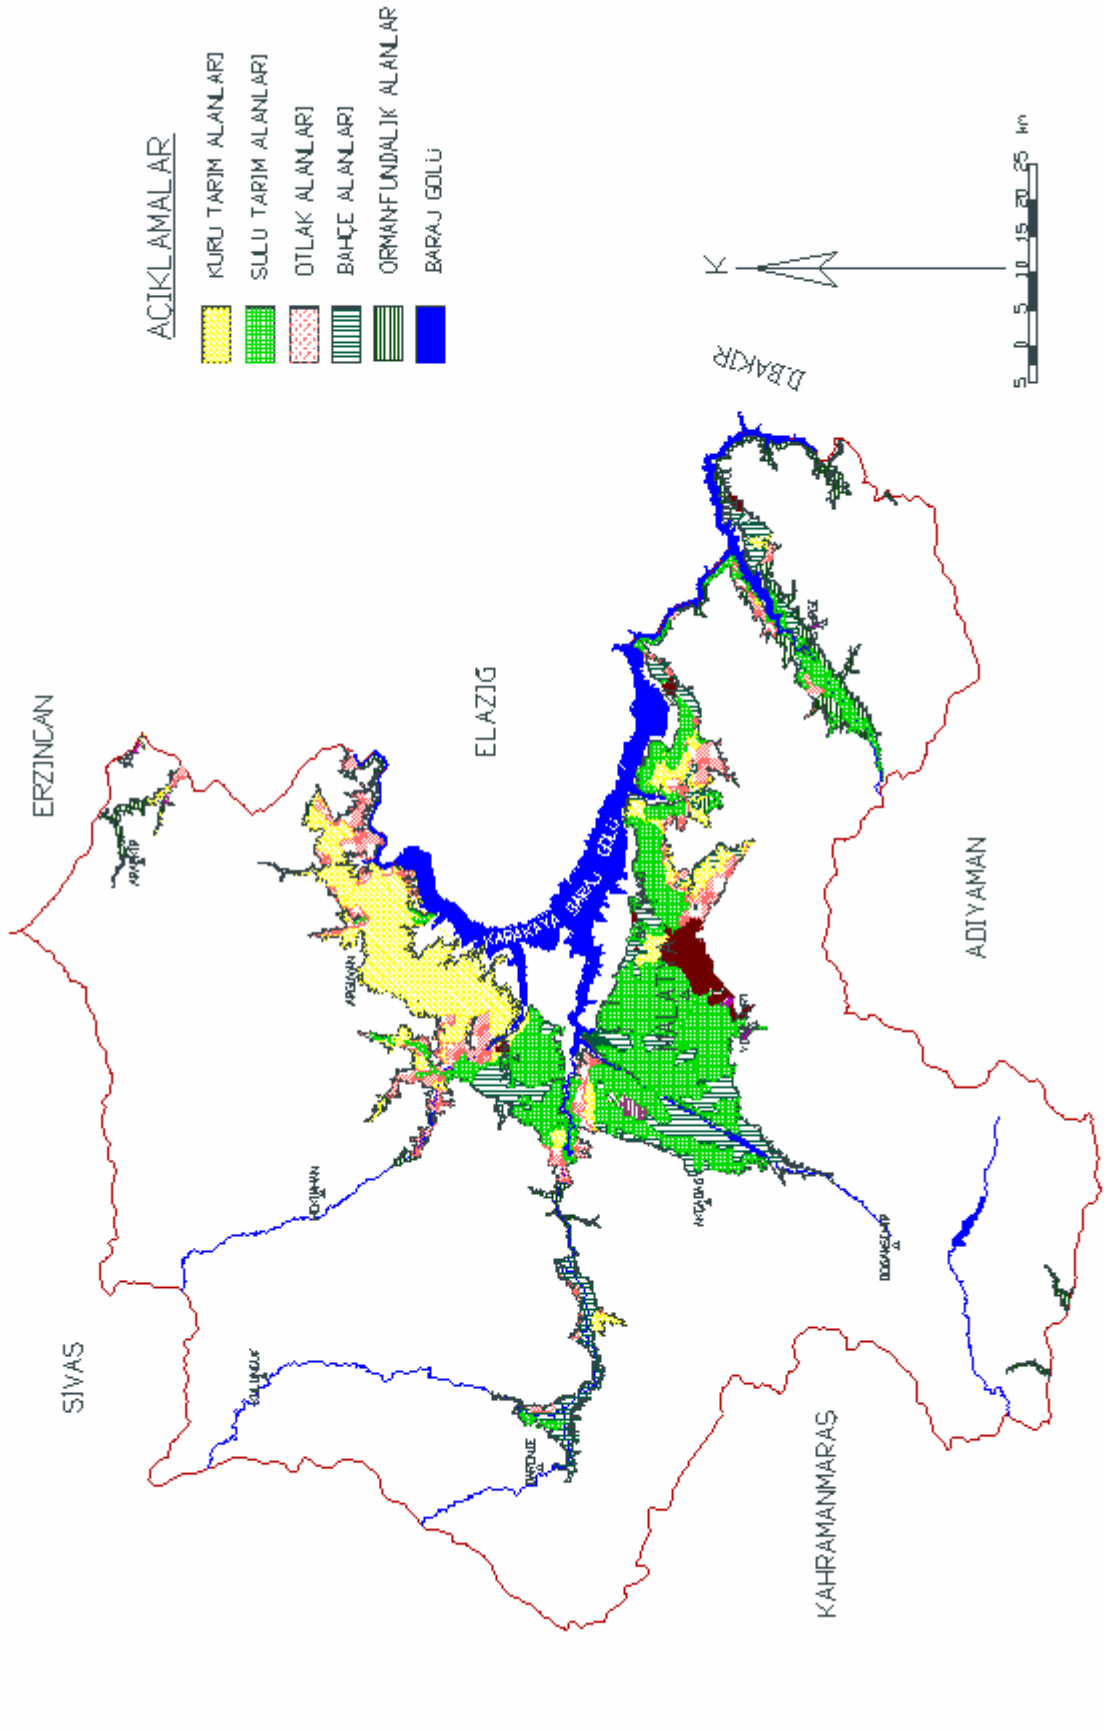 AÇIKLAMALAR
KURU TARIM ALANLARI
SULU TARIM ALANLARI
OTLAK ALANLARI
BAHÇE ALANLARI
ORMAN-FUNDALIK ALANLAR
BARAJ GÖLÜ
K
5 0 5 10 15 20 25 km
ERZİNCAN
SİVAS
ELAZIĞ
D.BAKIR
ADIYAMAN
KAHRAMANMARAŞ
KARAKAYA BARAJ GÖLÜ
ARAPKİR
ARGUVAN
HEKİMHAN
KULUNCAK
DARENDE
AKÇADAĞ
DOĞANŞEHİR